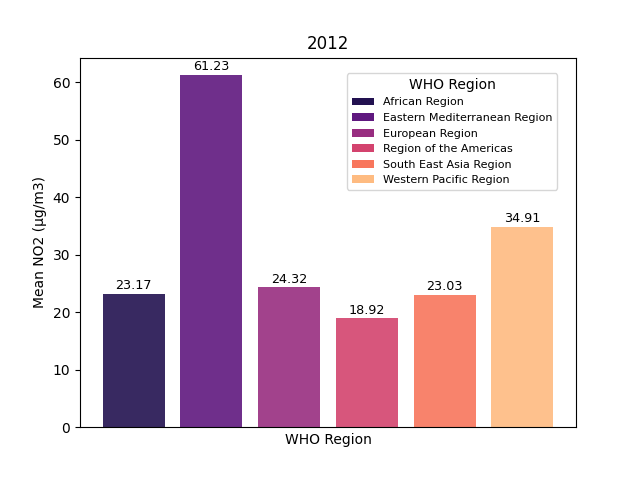 2012
61.23
60
WHO Region
African Region
Eastern Mediterranean Region
European Region
Region of the Americas
South East Asia Region
Western Pacific Region
50
40
34.91
30
23.17
24.32
23.03
18.92
20
10
0
Mean NO2 (µg/m3)
WHO Region